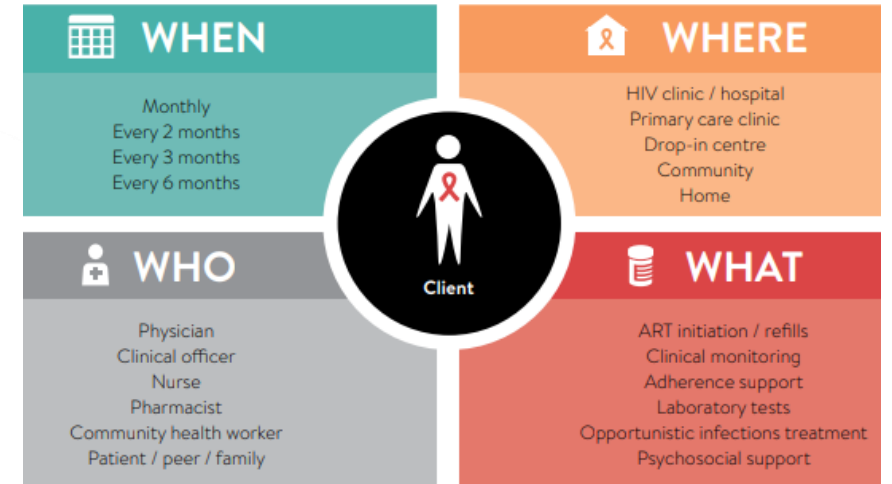 WHEN
Monthly
Every 2 months
Every 3 months
Every 6 months
WHERE
HIV clinic / hospital
Primary care clinic
Drop-in centre
Community
Home
Client
WHO
Physician
Clinical officer
Nurse
Pharmacist
Community health worker
Patient / peer / family
WHAT
ART initiation / refills
Clinical monitoring
Adherence support
Laboratory tests
Opportunistic infections treatment
Psychosocial support